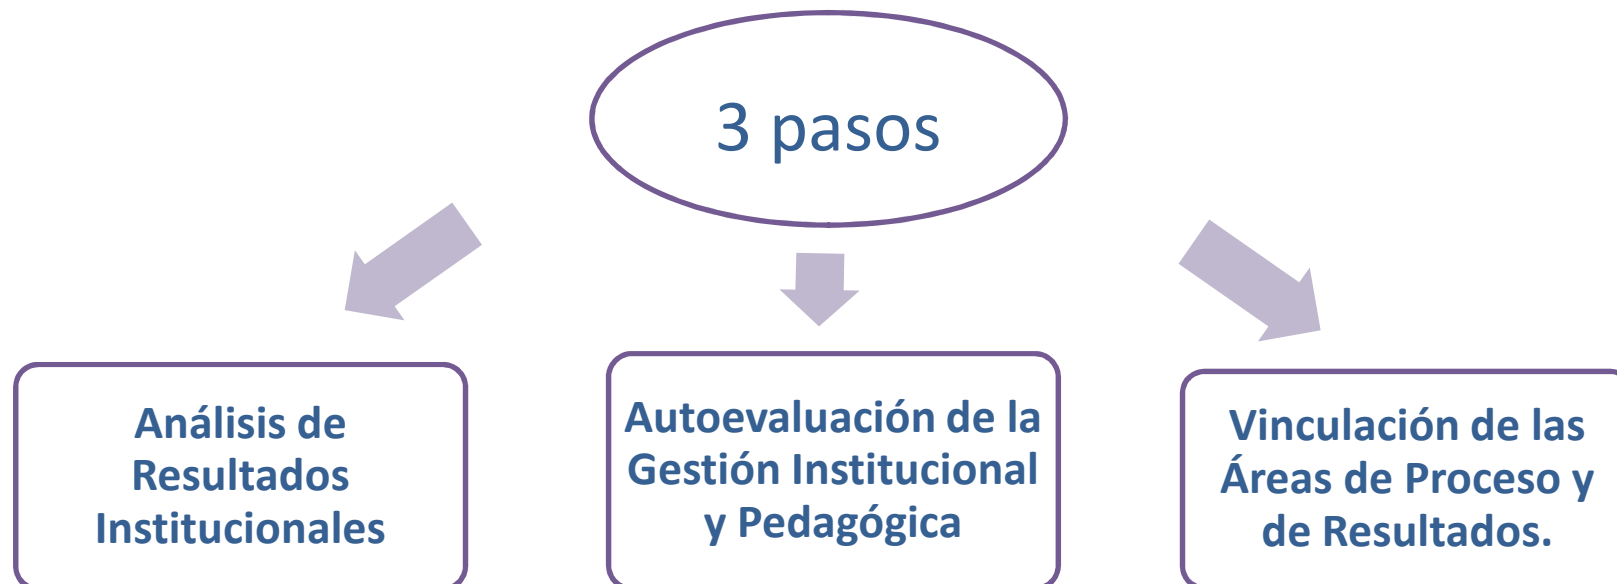 3 pasos
Análisis de
Resultados
Institucionales
Autoevaluación de la
Gestión Institucional
y Pedagógica
Vinculación de las
Áreas de Proceso y
de Resultados.